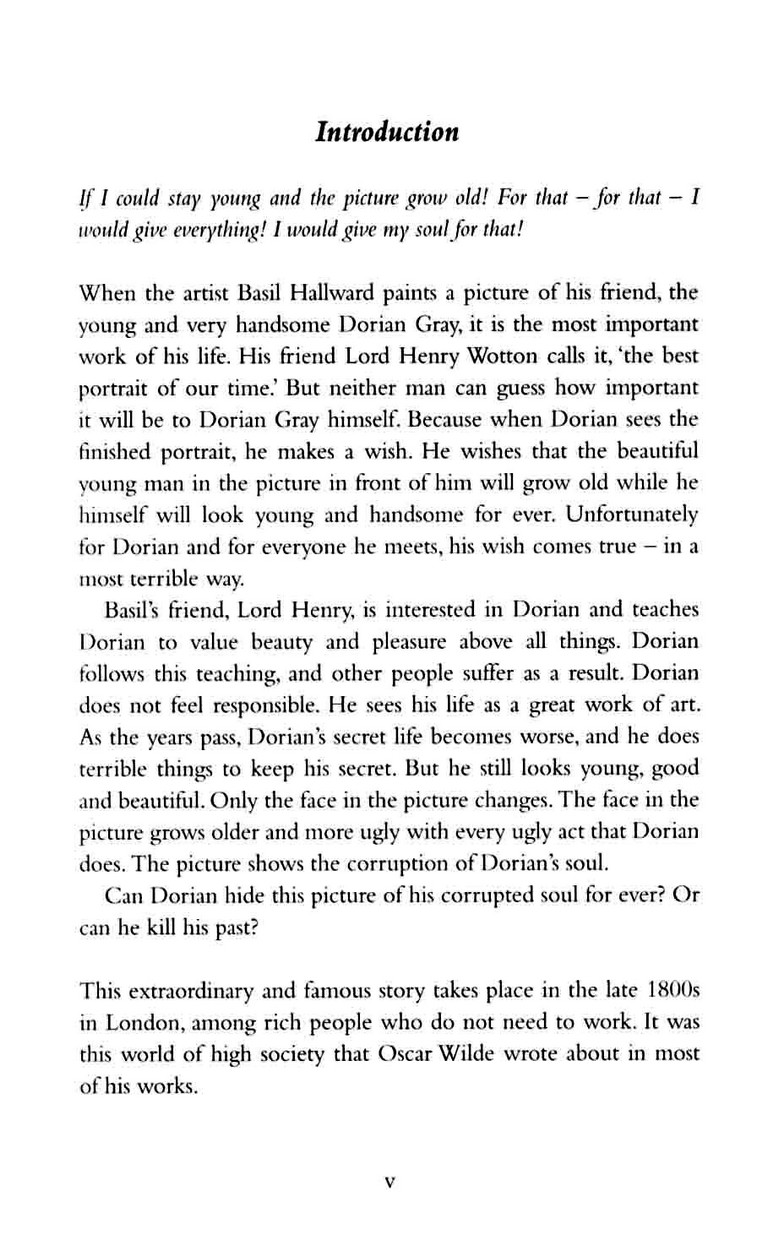 Introduction
If I could stay young and the picture grow old! For that – for that – I
would give everything! I would give my soul for that!
When the artist Basil Hallward paints a picture of his friend, the
young and very handsome Dorian Gray, it is the most important
work of his life. His friend Lord Henry Wotton calls it, ‘the best
portrait of our time.’ But neither man can guess how important
it will be to Dorian Gray himself. Because when Dorian sees the
finished portrait, he makes a wish. He wishes that the beautiful
young man in the picture in front of him will grow old while he
himself will look young and handsome for ever. Unfortunately
for Dorian and for everyone he meets, his wish comes true – in a
most terrible way.
Basil’s friend, Lord Henry, is interested in Dorian and teaches
Dorian to value beauty and pleasure above all things. Dorian
follows this teaching, and other people suffer as a result. Dorian
does not feel responsible. He sees his life as a great work of art.
As the years pass, Dorian’s secret life becomes worse, and he does
terrible things to keep his secret. But he still looks young, good
and beautiful. Only the face in the picture changes. The face in the
picture grows older and more ugly with every ugly act that Dorian
does. The picture shows the corruption of Dorian’s soul.
Can Dorian hide this picture of his corrupted soul for ever? Or
can he kill his past?
This extraordinary and famous story takes place in the late 1800s
in London, among rich people who do not need to work. It was
this world of high society that Oscar Wilde wrote about in most
of his works.
v